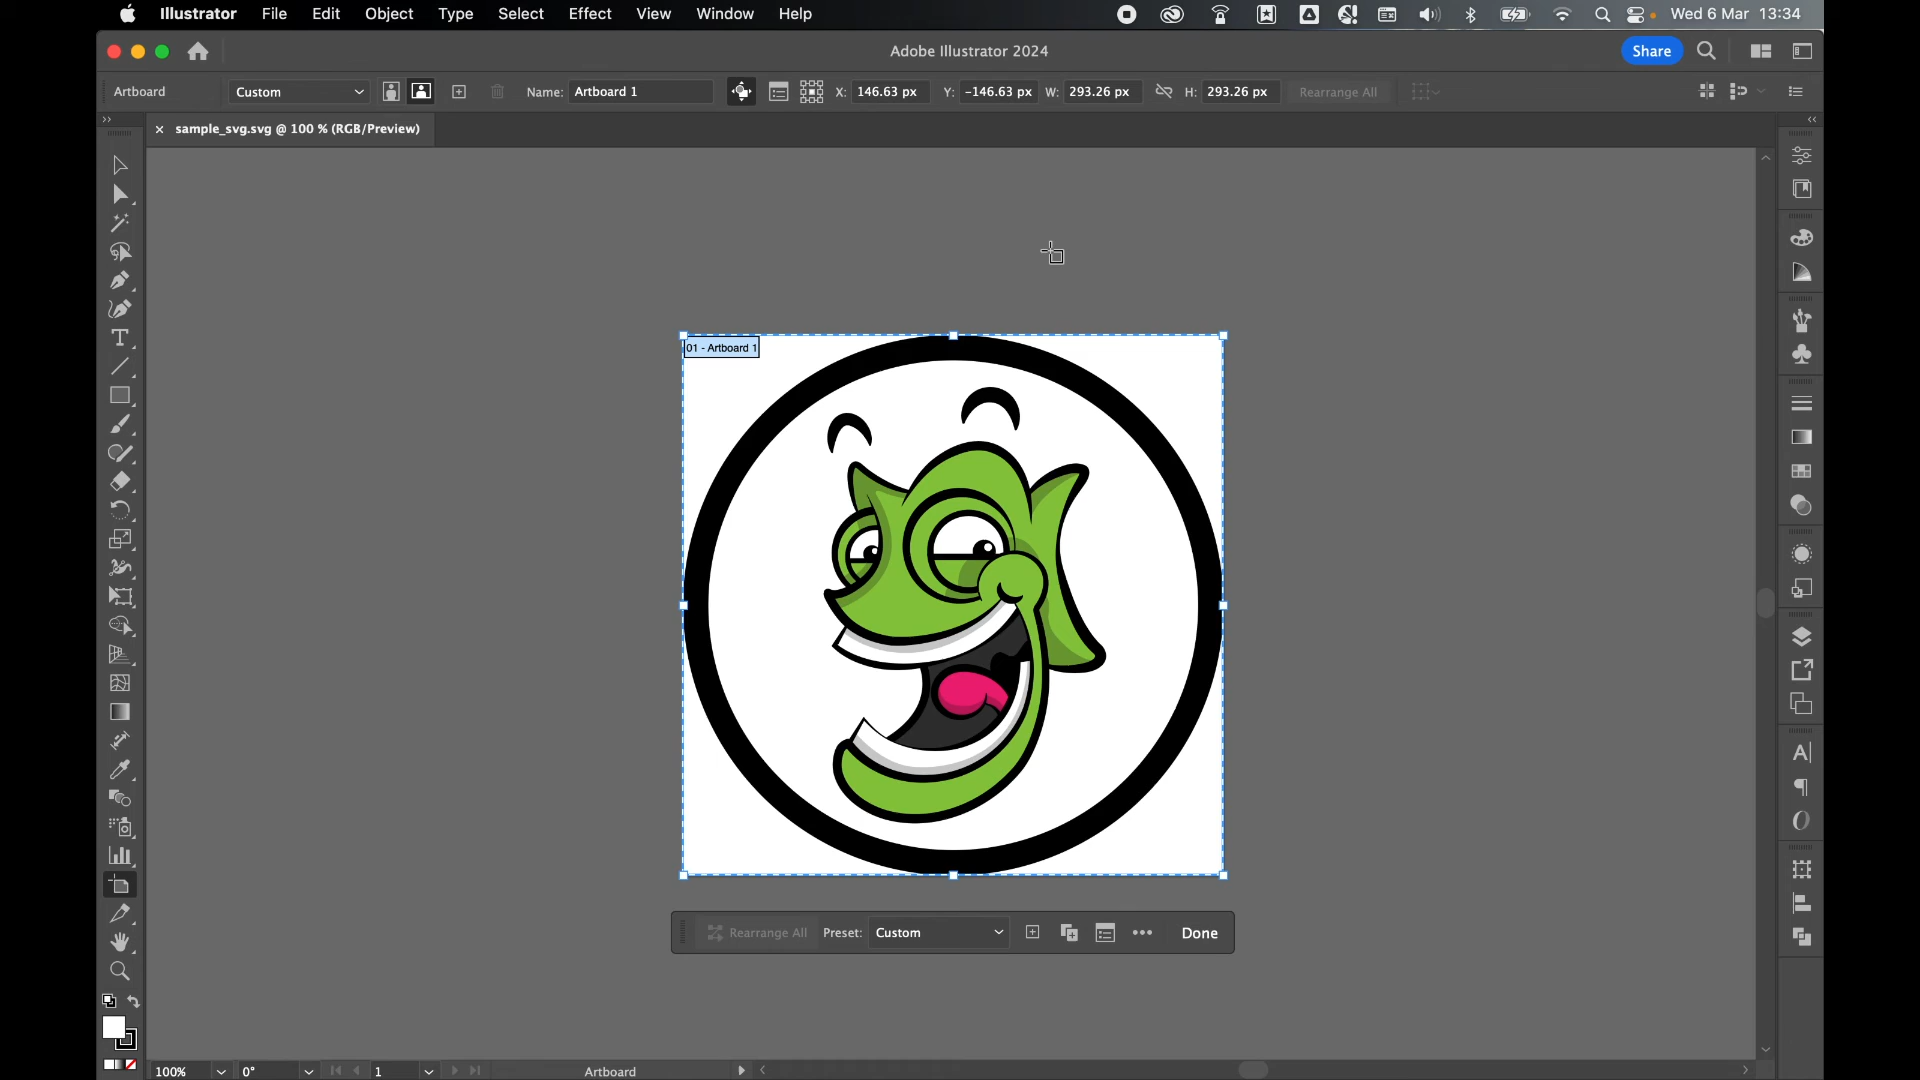 Illustrator File Edit Object Type Select Effect View Window Help Wed 6 Mar 13:34
Adobe Illustrator 2024 Share
Artboard Custom Name: Artboard 1 X: 146.63 px Y: -146.63 px W: 293.26 px H: 293.26 px Rearrange All
sample_svg.svg @ 100 % (RGB/Preview)
01 - Artboard 1
Rearrange All Preset: Custom Done
100% 0° 1 Artboard